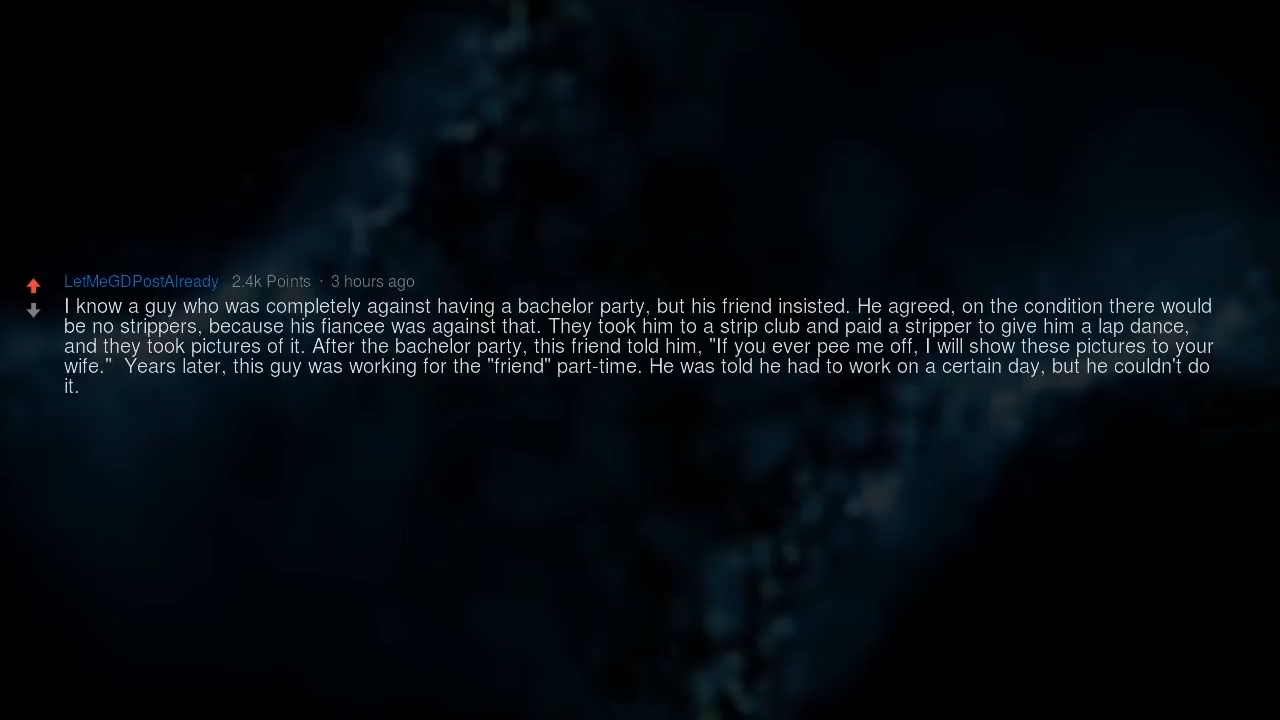 LetMeGDPostAlready 2.4k Points · 3 hours ago
I know a guy who was completely against having a bachelor party, but his friend insisted. He agreed, on the condition there would
be no strippers, because his fiancee was against that. They took him to a strip club and paid a stripper to give him a lap dance,
and they took pictures of it. After the bachelor party, this friend told him, "If you ever pee me off, I will show these pictures to your
wife."  Years later, this guy was working for the "friend" part-time. He was told he had to work on a certain day, but he couldn't do
it.